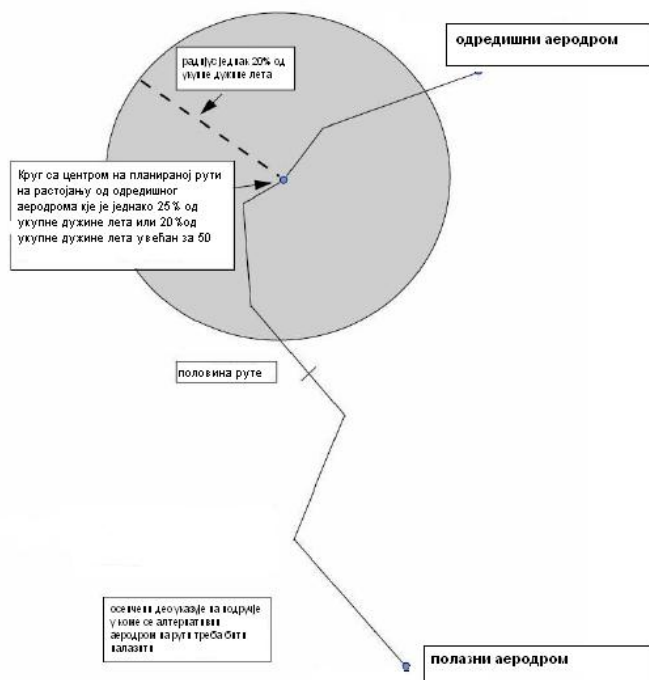 одредишни аеродром
радијус једнак 20% од
укупне дужине лета
Круг са центром на планираној рути
на растојању од одредишног
аеродрома кје је једнако 25% од
укупне дужине лета или 20%од
укупне дужине лета увећан за 50
половина руте
осенчени део указује на подручје
у коме се алтернативни
аеродром на рути треба бити
налазити
полазни аеродром